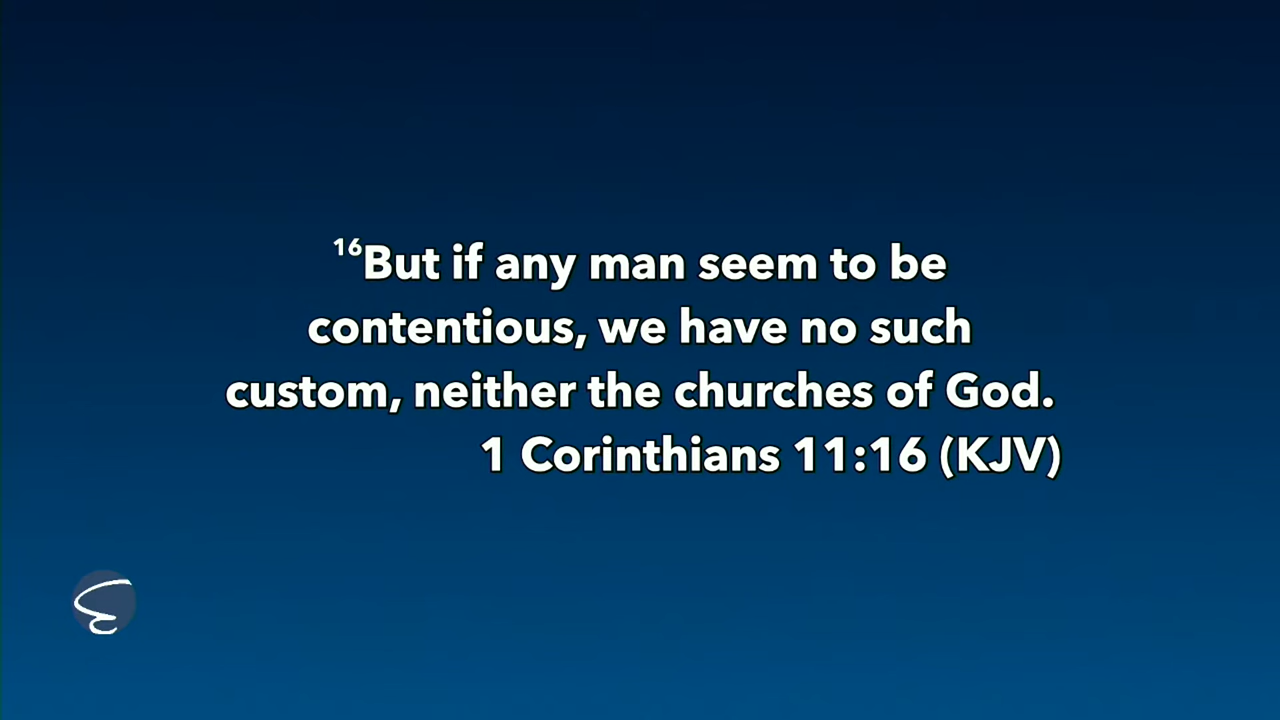 16But if any man seem to be
contentious, we have no such
custom, neither the churches of God.
1 Corinthians 11:16 (KJV)